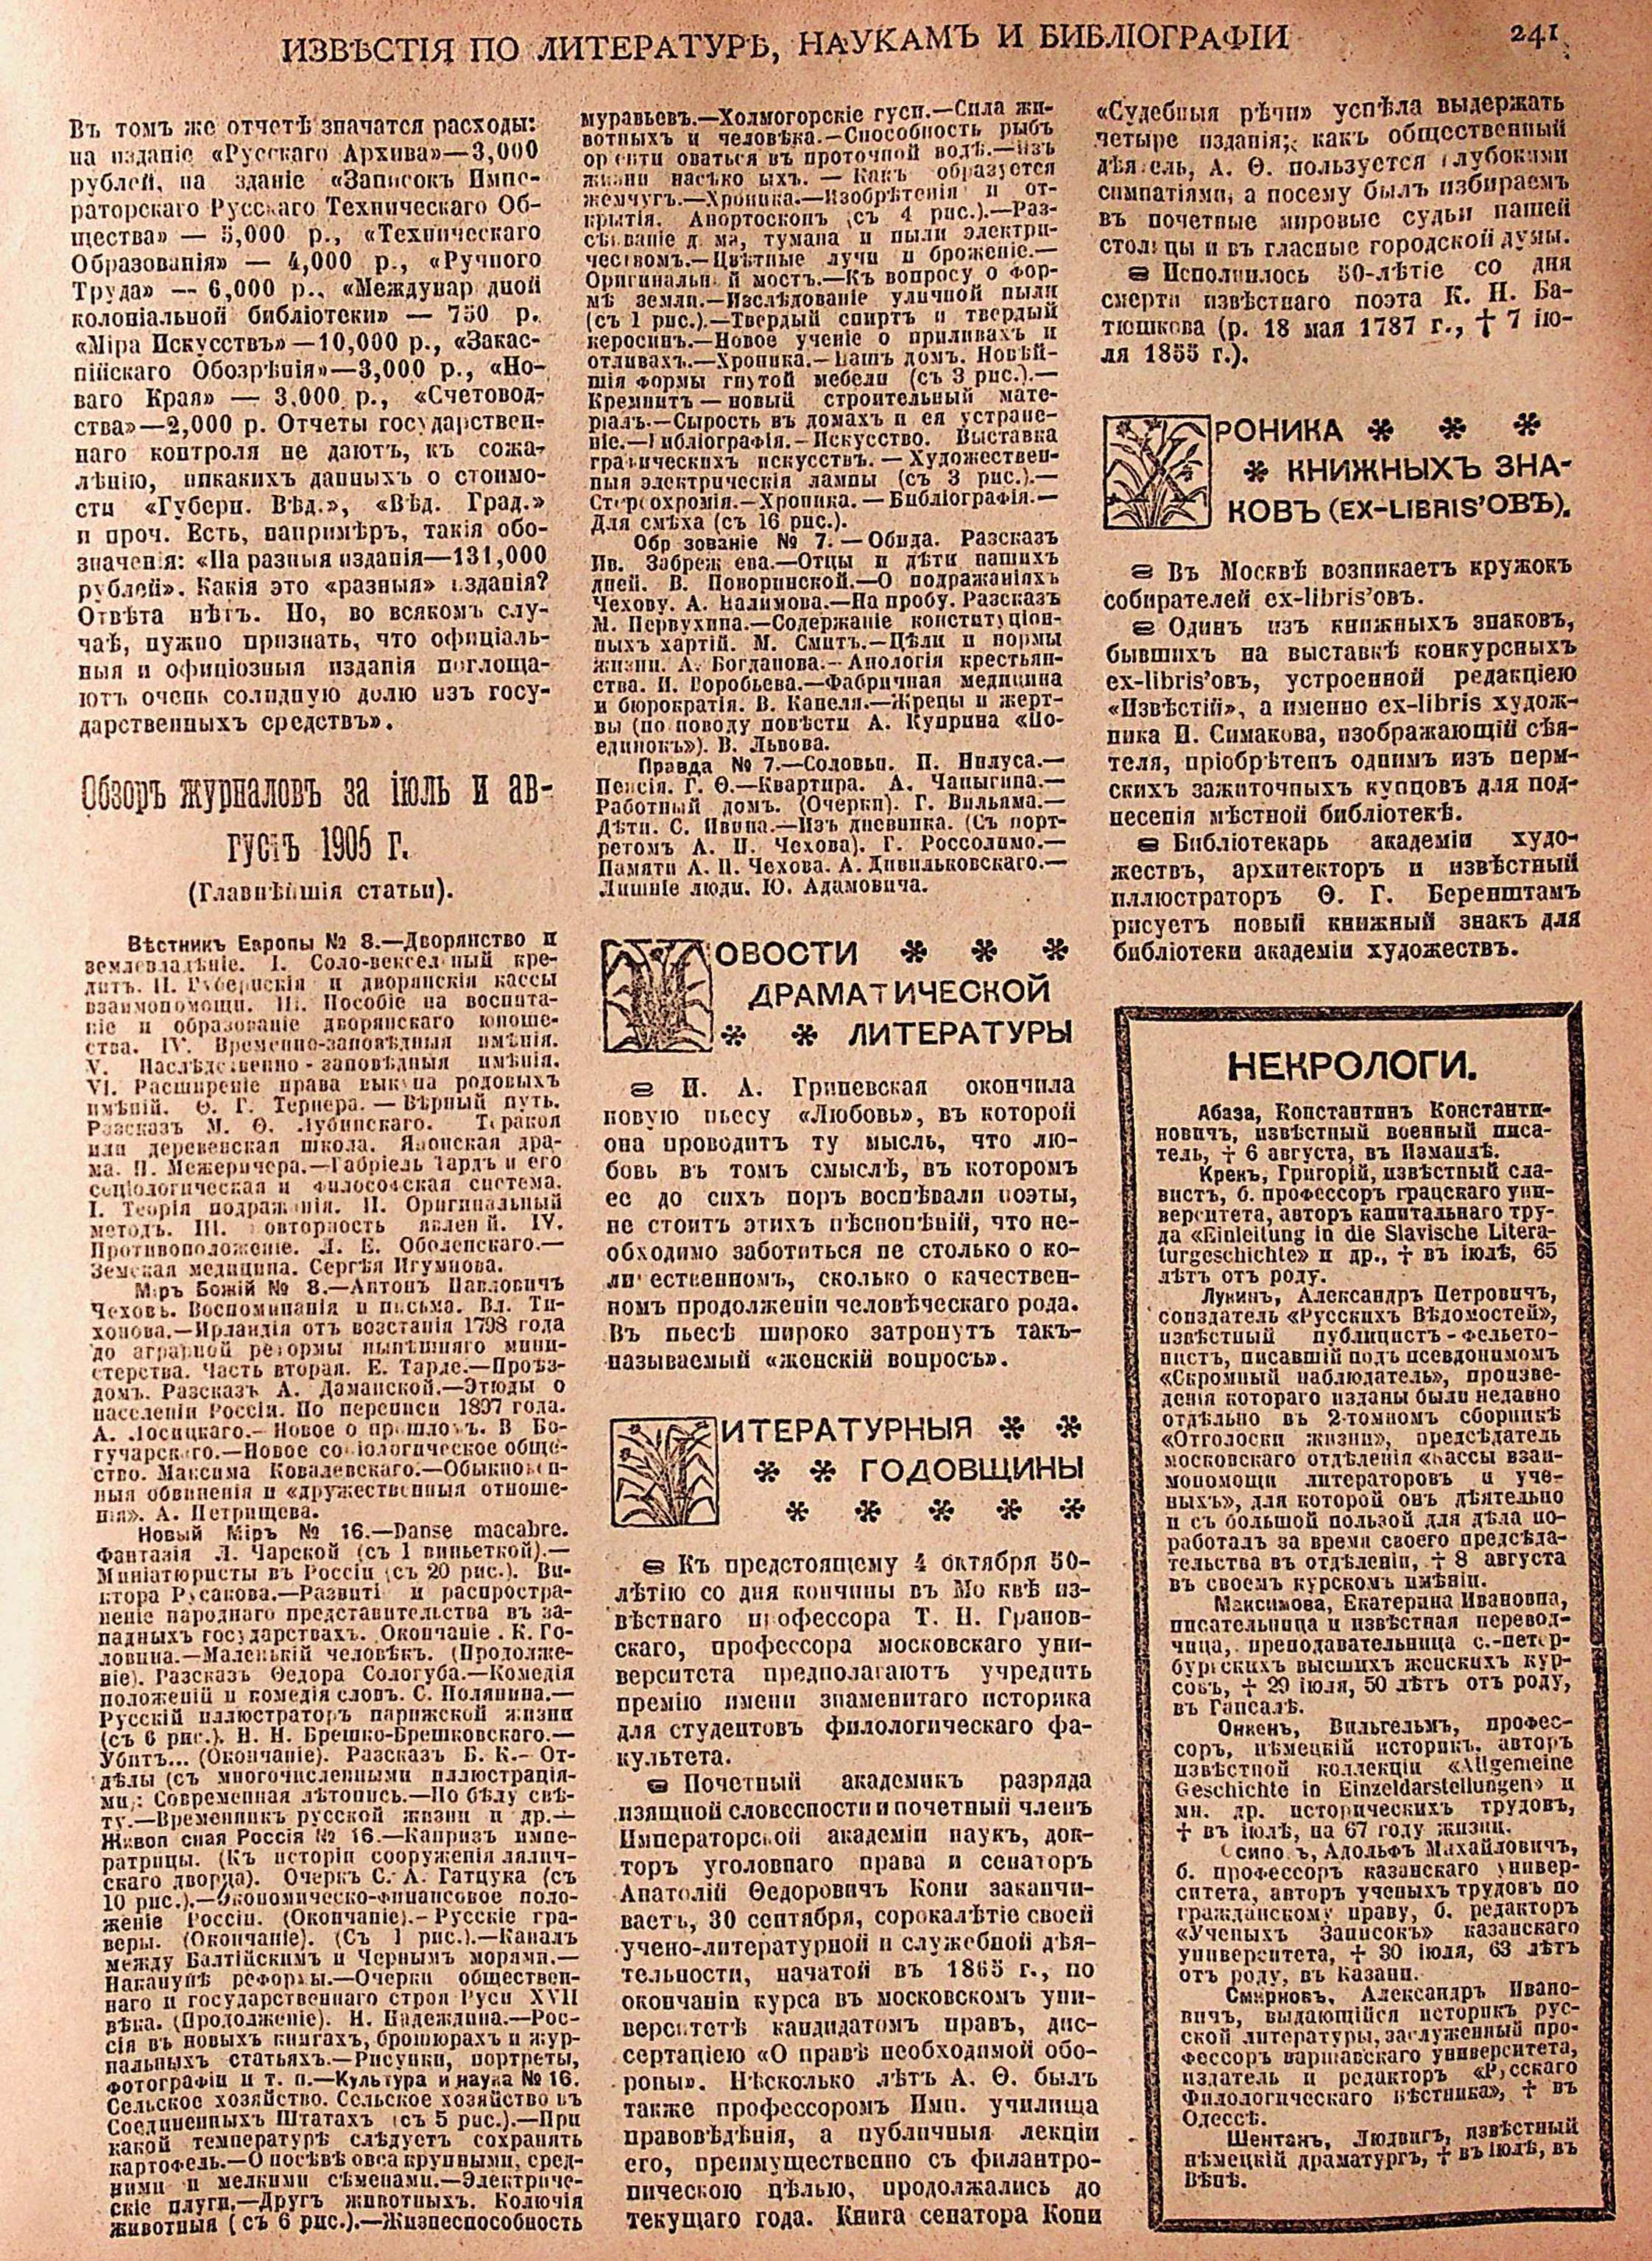 ИЗВѢСТІЯ ПО ЛИТЕРАТУРѢ, НАУКАМЪ И БИБЛІОГРАФІИ
241
Въ томъ же отчетѣ значатся расходы:
на изданіе «Русскаго Архива»—3,000
рублей, на зданіе «Записокъ Импе-
раторскаго Русскаго Техническаго Об-
щества» — 5,000 р., «Техническаго
Образованія» — 4,000 р., «Ручного
Труда» — 6,000 р., «Междунар дной
колоніальной библіотеки» — 750 р.
«Міра Искусствъ»—10,000 р., «Закас-
пійскаго Обозрѣнія»—3,000 р., «Но-
ваго Края» — 3,000 р., «Счетовод-
ства»—2,000 р. Отчеты государствен-
наго контроля не даютъ, къ сожа-
лѣнію, никакихъ данныхъ о стоимо-
сти «Губерн. Вѣд.», «Вѣд. Град.»
и проч. Есть, напримѣръ, такія обо-
значенія: «На разныя изданія—131,000
рублей». Какія это «разныя» изданія?
Отвѣта нѣтъ. Но, во всякомъ слу-
чаѣ, нужно признать, что офиціаль-
ныя и офиціозныя изданія поглоща-
ютъ очень солидную долю изъ госу-
дарственныхъ средствъ».
Обзоръ журналовъ за іюль и ав-
густъ 1905 г.
(Главнѣйшія статьи).
Вѣстникъ Европы № 8.—Дворянство и
землевладѣніе. I. Соло-вексельный кре-
дитъ. II. Губернскія и дворянскія кассы
взаимопомощи. III. Пособіе на воспита-
ніе и образованіе дворянскаго юноше-
ства. IV. Временно-заповѣдныя имѣнія.
V. Наслѣдственно-заповѣдныя имѣнія.
VI. Расширеніе права выкупа родовыхъ
имѣній. Ѳ. Г. Тернера. — Вѣрный путь.
Разсказъ М. Ѳ. Лубинскаго. Теракоя
или деревенская школа. Японская дра-
ма. П. Межеричера.—Габріель Тардъ и его
соціологическая и философская система.
I. Теорія подражанія. II. Оригинальный
методъ. III. овторность явлен й. IV.
Противоположеніе. Л. Е. Оболенскаго.—
Земская медицина. Сергѣя Игумнова.
Міръ Божій № 8.—Антонъ Павловичъ
Чеховъ. Воспоминанія и письма. Вл. Ти-
хонова.—Ирландія отъ возстанія 1798 года
до аграрной реформы нынѣшняго мини-
стерства. Часть вторая. Е. Тарле.—Проѣз-
домъ. Разсказъ А. Даманской.—Этюды о
населеніи Россіи. По переписи 1897 года.
А. Лосицкаго.—Новое о прошломъ. В Бо-
гучарскаго.—Новое соціологическое обще-
ство. Максима Ковалевскаго.—Обыкновен-
ныя обвиненія и «дружественныя отноше-
нія». А. Петрищева.
Новый Міръ № 16.—Danse macabre.
Фантазія Л. Чарской (съ 1 виньеткой).—
Миніатюристы въ Россіи (съ 20 рис.). Ви-
ктора Русакова.—Развиті и распростра-
неніе народнаго представительства въ за-
падныхъ государствахъ. Окончаніе. К. Го-
ловина.—Маленькій человѣкъ. (Продолже-
ніе). Разсказъ Ѳедора Сологуба.—Комедія
положеній и комедія словъ. С. Полянина.—
Русскій иллюстраторъ парижской жизни
(съ 6 рис.). Н. Н. Брешко-Брешковскаго.—
Убитъ... (Окончаніе). Разсказъ Б. К.—От-
дѣлы (съ многочисленными иллюстрація-
ми): Современная лѣтопись.—По бѣлу свѣ-
ту.—Временникъ русской жизни и др.—
Живоп сная Россія № 16.—Капризъ импе-
ратрицы. (Къ исторіи сооруженія лялич-
скаго дворца). Очеркъ С. А. Гатцука (съ
10 рис.).—Экономическо-финансовое поло-
женіе Россіи. (Окончаніе).—Русскіе гра-
веры. (Окончаніе). (Съ 1 рис.).—Каналъ
между Балтійскимъ и Чернымъ морями.—
Наканунѣ реформы.—Очерки обществен-
наго и государственнаго строя Руси XVII
вѣка. (Продолженіе). Н. Надеждина.—Рос-
сія въ новыхъ книгахъ, брошюрахъ и жур-
нальныхъ статьяхъ.—Рисунки, портреты,
фотографіи и т. п.—Культура и наука № 16.
Сельское хозяйство. Сельское хозяйство въ
Соединенныхъ Штатахъ (съ 5 рис.).—При
какой температурѣ слѣдуетъ сохранять
картофель.—О посѣвѣ овса крупными, сред-
ними и мелкими сѣменами.—Электриче-
скіе плуги.—Другъ животныхъ. Колючія
животныя (съ 6 рис.).—Жизнеспособность
муравьевъ.—Холмогорскіе гуси.—Сила жи-
вотныхъ и человѣка.—Способность рыбъ
ор енти оваться въ проточной водѣ.—Изъ
жизни насѣко ыхъ. — Какъ образуется
жемчугъ.—Хроника.—Изобрѣтенія и от-
крытія. Анортоскопъ (съ 4 рис.).—Раз-
сѣиваніе д ма, тумана и пыли электри-
чествомъ.—Цвѣтные лучи и броженіе.—
Оригинальн й мостъ.—Къ вопросу о фор-
мѣ земли.—Изслѣдованіе уличной пыли
(съ 1 рис.).—Твердый спиртъ и твердый
керосинъ.—Новое ученіе о приливахъ и
отливахъ.—Хроника.—Нашъ домъ. Новѣй-
шія формы гнутой мебели (съ 3 рис.).—
Кремнитъ — новый строительный мате-
ріалъ.—Сырость въ домахъ и ея устране-
ніе.—Библіографія.—Искусство. Выставка
графическихъ искусствъ. — Художествен-
ныя электрическія лампы (съ 3 рис.).—
Стереохромія.—Хроника. — Библіографія.—
Для смѣха (съ 16 рис.).
Обр зованіе № 7. — Обида. Разсказъ
Ив. Забреж ева.—Отцы и дѣти нашихъ
дней. В. Поворинской.—О подражаніяхъ
Чехову. А. Налимова.—На пробу. Разсказъ
М. Первухина.—Содержаніе конституціон-
ныхъ хартій. М. Смитъ.—Цѣли и нормы
жизни. А. Богданова.—Апологія крестьян-
ства. И. Воробьева.—Фабричная медицина
и бюрократія. В. Канеля.—Жрецы и жерт-
вы (по поводу повѣсти А. Куприна «По-
единокъ»). В. Львова.
Правда № 7.—Соловьи. П. Нилуса.—
Пенсія. Г. Ѳ.—Квартира. А. Чапыгина.—
Работный домъ. (Очерки). Г. Вильяма.—
Дѣти. С. Ивина.—Изъ дневника. (Съ порт-
ретомъ А. П. Чехова). Г. Россолимо.—
Памяти А. П. Чехова. А. Дивильковскаго.—
Лишніе люди. Ю. Адамовича.
НОВОСТИ
ДРАМАТИЧЕСКОЙ
ЛИТЕРАТУРЫ
И. А. Гриневская окончила
новую пьесу «Любовь», въ которой
она проводитъ ту мысль, что лю-
бовь въ томъ смыслѣ, въ которомъ
ее до сихъ поръ воспѣвали поэты,
не стоитъ этихъ пѣснопѣній, что не-
обходимо заботиться не столько о ко-
ли ественномъ, сколько о качествен-
номъ продолженіи человѣческаго рода.
Въ пьесѣ широко затронутъ такъ-
называемый «женскій вопросъ».
ЛИТЕРАТУРНЫЯ
ГОДОВЩИНЫ
Къ предстоящему 4 октября 50-
лѣтію со дня кончины въ Мо квѣ из-
вѣстнаго профессора Т. Н. Гранов-
скаго, профессора московскаго уни-
верситета предполагаютъ учредить
премію имени знаменитаго историка
для студентовъ филологическаго фа-
культета.
Почетный академикъ разряда
изящной словесности и почетный членъ
Императорской академіи наукъ, док-
торъ уголовнаго права и сенаторъ
Анатолій Ѳедоровичъ Кони заканчи-
ваетъ, 30 сентября, сорокалѣтіе своей
учено-литературной и служебной дѣя-
тельности, начатой въ 1865 г., по
окончаніи курса въ московскомъ уни-
верситетѣ кандидатомъ правъ, дис-
сертаціею «О правѣ необходимой обо-
роны». Нѣсколько лѣтъ А. Ѳ. былъ
также профессоромъ Имп. училища
правовѣдѣнія, а публичныя лекціи
его, преимущественно съ филантро-
пическою цѣлью, продолжались до
текущаго года. Книга сенатора Кони
«Судебныя рѣчи» успѣла выдержать
четыре изданія; какъ общественный
дѣятель, А. Ѳ. пользуется глубокими
симпатіями, а посему былъ избираемъ
въ почетные мировые судьи нашей
столицы и въ гласные городской думы.
Исполнилось 50-лѣтіе со дня
смерти извѣстнаго поэта К. Н. Ба-
тюшкова (р. 18 мая 1787 г., † 7 ію-
ля 1855 г.).
ХРОНИКА
КНИЖНЫХЪ ЗНА-
КОВЪ (EX-LIBRIS'ОВЪ).
Въ Москвѣ возникаетъ кружокъ
собирателей ex-libris'овъ.
Одинъ изъ книжныхъ знаковъ,
бывшихъ на выставкѣ конкурсныхъ
ex-libris'овъ, устроенной редакціею
«Извѣстій», а именно ex-libris худож-
ника И. Симакова, изображающій сѣя-
теля, пріобрѣтенъ однимъ изъ перм-
скихъ зажиточныхъ купцовъ для под-
несенія мѣстной библіотекѣ.
Библіотекарь академіи худо-
жествъ, архитекторъ и извѣстный
иллюстраторъ Ѳ. Г. Беренштамъ
рисуетъ новый книжный знакъ для
библіотеки академіи художествъ.
НЕКРОЛОГИ.
Абаза, Константинъ Константи-
новичъ, извѣстный военный писа-
тель, † 6 августа, въ Измаилѣ.
Крекъ, Григорій, извѣстный сла-
вистъ, б. профессоръ грацскаго уни-
верситета, авторъ капитальнаго тру-
да «Einleitung in die Slavische Litera-
turgeschichte» и др., † въ іюлѣ, 65
лѣтъ отъ роду.
Лукинъ, Александръ Петровичъ,
соиздатель «Русскихъ Вѣдомостей»,
извѣстный публицистъ-фельето-
нистъ, писавшій подъ псевдонимомъ
«Скромный наблюдатель», произве-
денія котораго изданы были недавно
отдѣльно въ 2-томномъ сборникѣ
«Отголоски жизни», предсѣдатель
московскаго отдѣленія «Кассы взаи-
мопомощи литераторовъ и уче-
ныхъ», для которой онъ дѣятельно
и съ большой пользой для дѣла по-
работалъ за время своего предсѣда-
тельства въ отдѣленіи, † 8 августа
въ своемъ курскомъ имѣніи.
Максимова, Екатерина Ивановна,
писательница и извѣстная перевод-
чица, преподавательница с.-петер-
бургскихъ высшихъ женскихъ кур-
совъ, † 29 іюля, 50 лѣтъ отъ роду,
въ Гапсалѣ.
Онкенъ, Вильгельмъ, профес-
соръ, нѣмецкій историкъ, авторъ
извѣстной коллекціи «Allgemeine
Geschichte in Einzeldarstellungen» и
мн. др. историческихъ трудовъ,
† въ іюлѣ, на 67 году жизни.
сипо ъ, Адольфъ Михайловичъ,
б. профессоръ казанскаго универ-
ситета, авторъ ученыхъ трудовъ по
гражданскому праву, б. редакторъ
«Ученыхъ Записокъ» казанскаго
университета, † 30 іюля, 63 лѣтъ
отъ роду, въ Казани.
Смирновъ, Александръ Ивано-
вичъ, выдающійся историкъ рус-
ской литературы, заслуженный про-
фессоръ варшавскаго университета,
издатель и редакторъ «Русскаго
Филологическаго Вѣстника», † въ
Одессѣ.
Шентанъ, Людвигъ, извѣстный
нѣмецкій драматургъ, † въ іюлѣ, въ
Вѣнѣ.